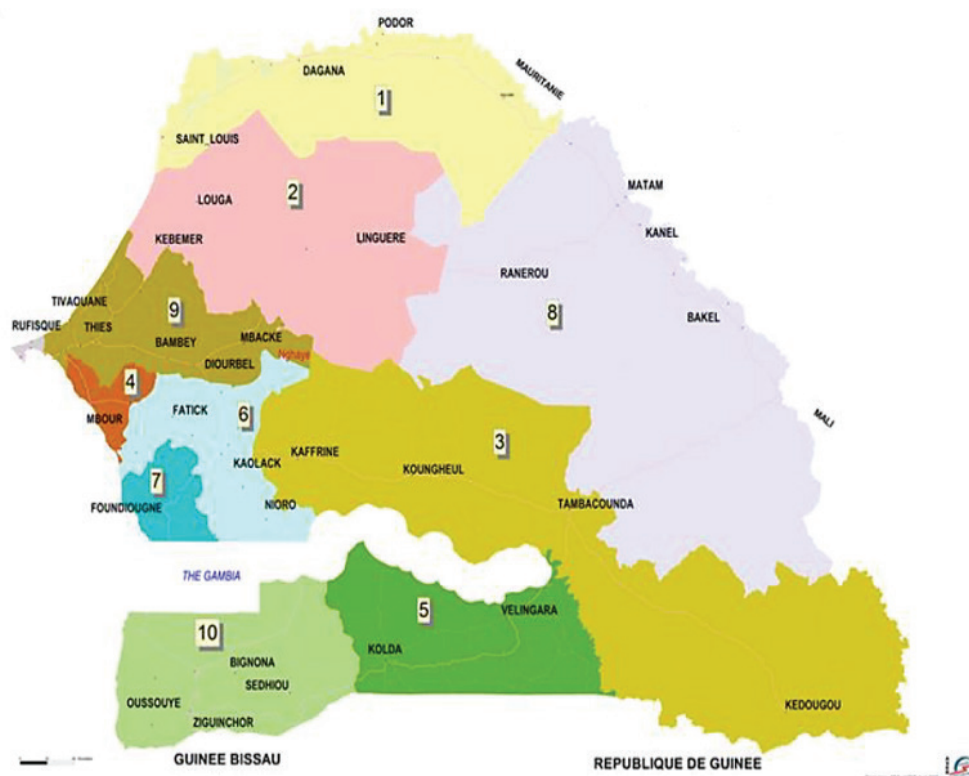 PODOR
DAGANA
MAURITANIE
1
SAINT_LOUIS
2
MATAM
LOUGA
KANEL
KEBEMER
LINGUERE
RANEROU
TIVAOUANE
9
8
BAKEL
RUFISQUE
THIES
MBACKE
BAMBEY
Nghaye
DIOURBEL
4
FATICK
6
MBOUR
MALI
3
KAFFRINE
KAOLACK
KOUNGHEUL
7
FOUNDIOUGNE
NIORO
TAMBACOUNDA
THE GAMBIA
5
VELINGARA
10
KOLDA
BIGNONA
SEDHIOU
OUSSOUYE
KEDOUGOU
ZIGUINCHOR
GUINEE BISSAU
REPUBLIQUE DE GUINEE